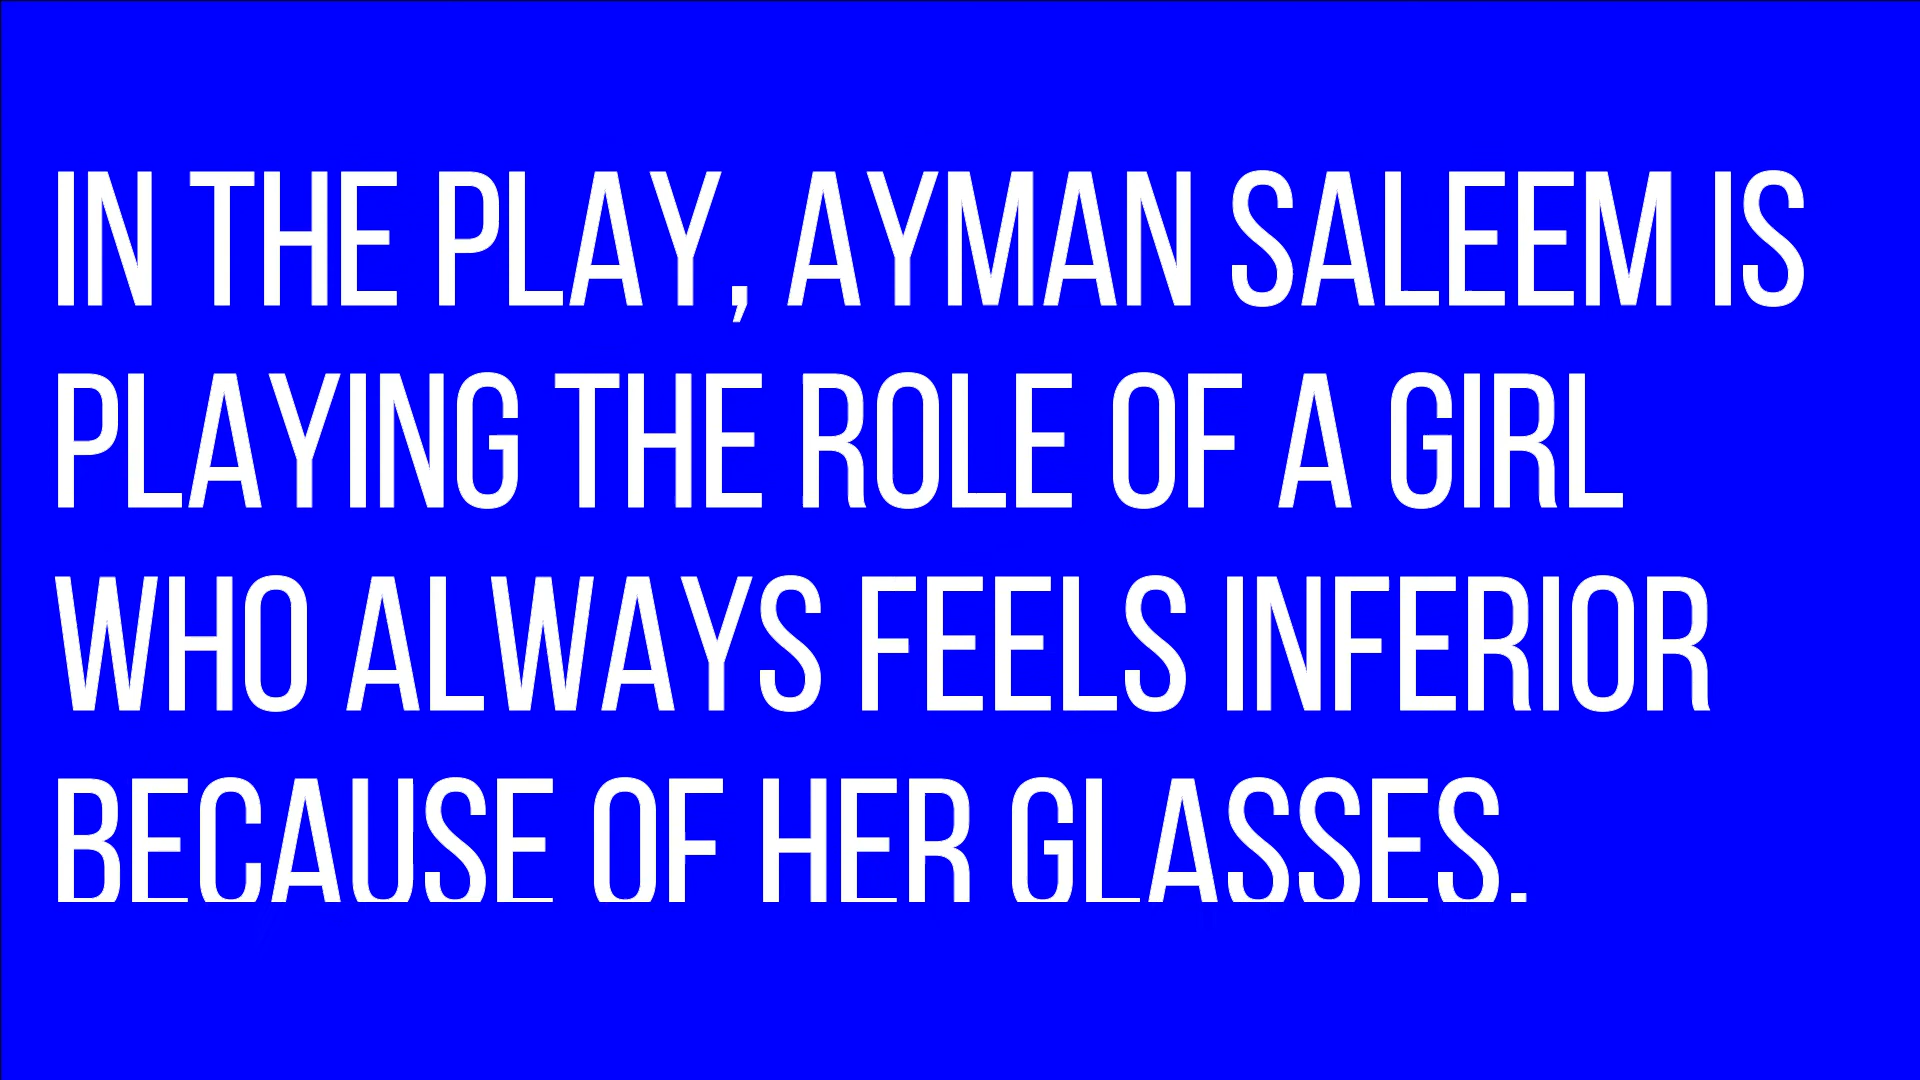 IN THE PLAY, AYMAN SALEEM IS
PLAYING THE ROLE OF A GIRL
WHO ALWAYS FEELS INFERIOR
BECAUSE OF HER GLASSES.